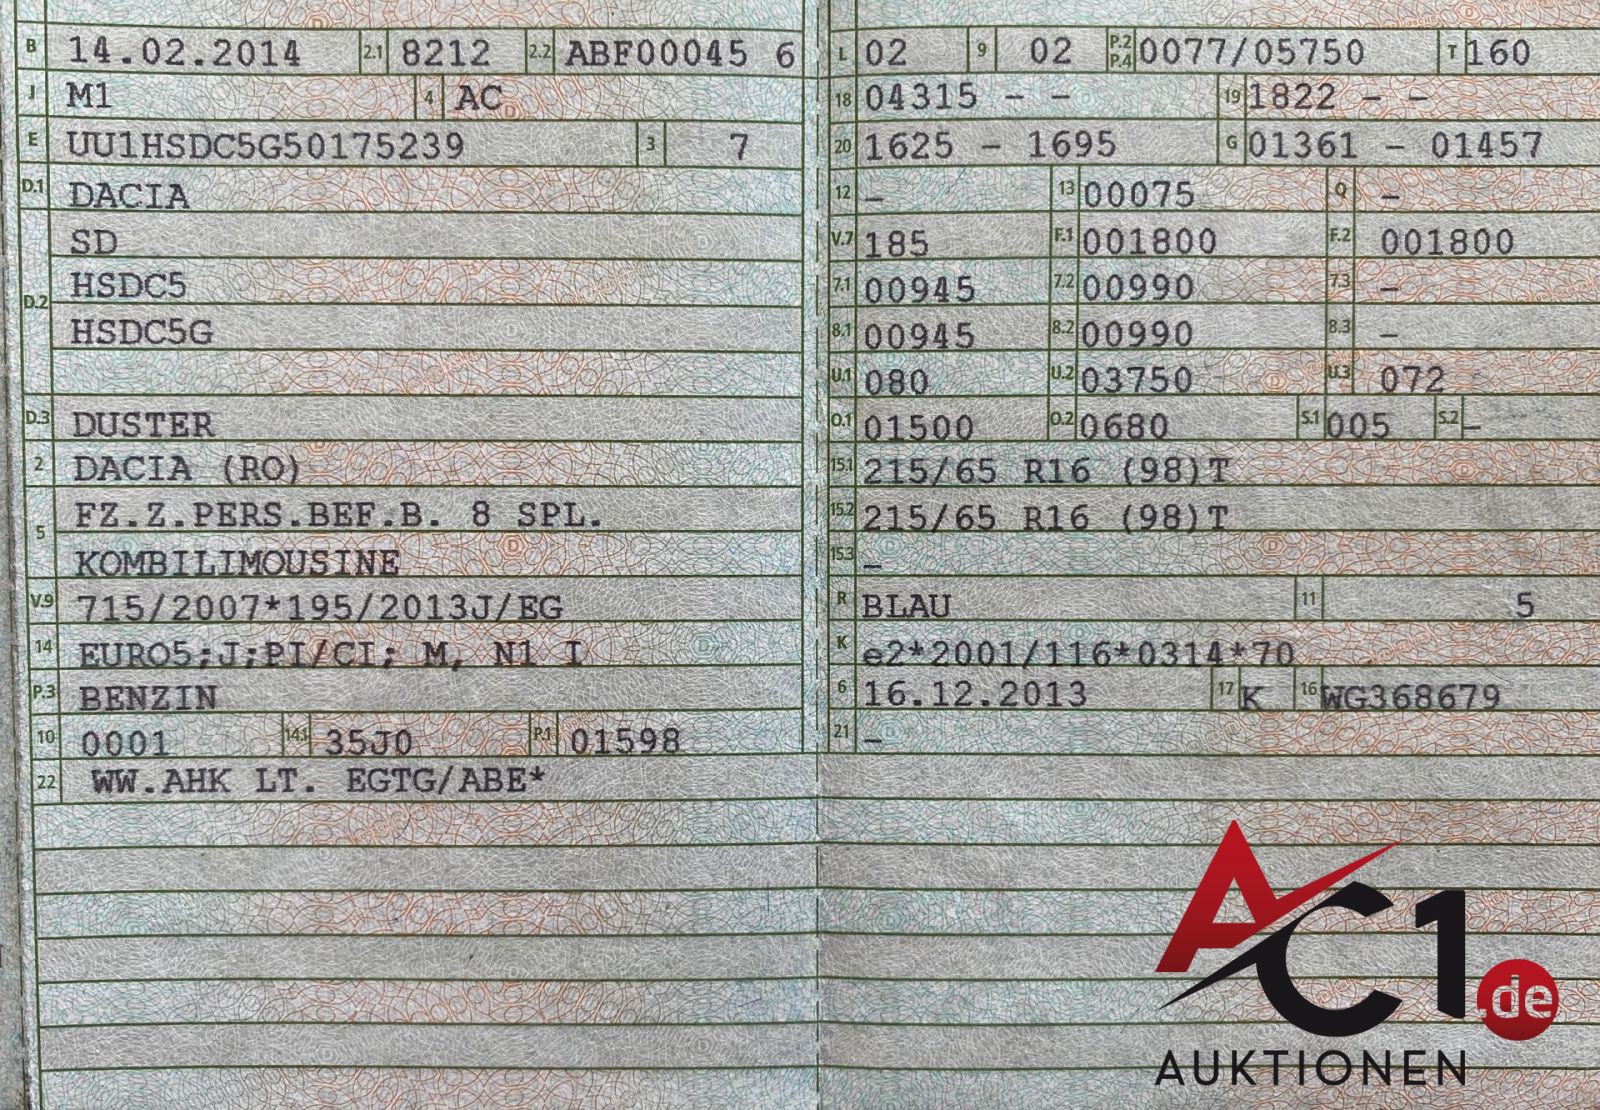 B 14.02.2014 2.1 8212 2.2 ABF00045 6
J M1 4 AC
E UU1HSDC5G50175239 3 7
D.1 DACIA
SD
HSDC5
D.2
HSDC5G
D.3 DUSTER
2 DACIA (RO)
FZ.Z.PERS.BEF.B. 8 SPL.
5
KOMBILIMOUSINE
V.9 715/2007*195/2013J/EG
14 EURO5;J;PI/CI; M, N1 I
P.3 BENZIN
10 0001 14.1 35J0 P.1 01598
22 WW.AHK LT. EGTG/ABE*
L 02 9 02 P.2 P.4 0077/05750 T 160
18 04315 - - 19 1822 - -
20 1625 - 1695 G 01361 - 01457
12 - 13 00075 Q -
V.7 185 F.1 001800 F.2 001800
7.1 00945 7.2 00990 7.3 -
8.1 00945 8.2 00990 8.3 -
U.1 080 U.2 03750 U.3 072
O.1 01500 O.2 0680 S.1 005 S.2 -
15.1 215/65 R16 (98)T
15.2 215/65 R16 (98)T
15.3 -
R BLAU 11 5
K e2*2001/116*0314*70
6 16.12.2013 17 K 16 WG368679
21 -
AC1.de
AUKTIONEN